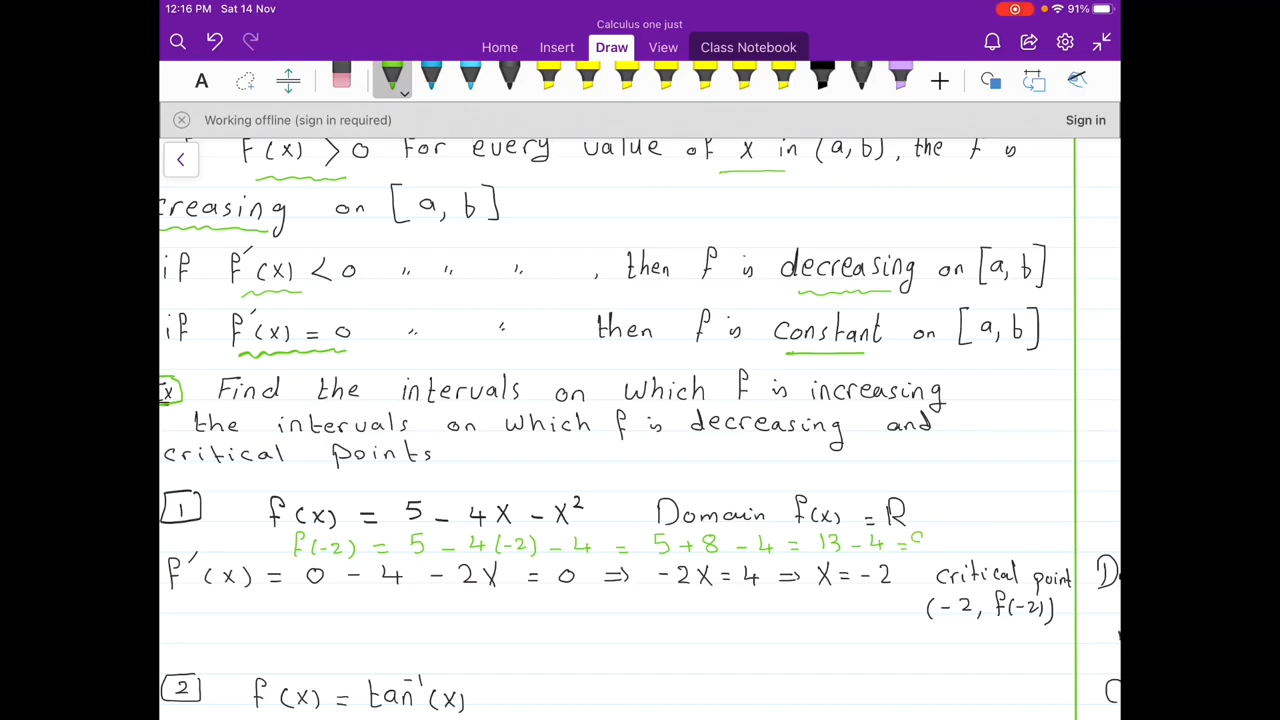 12:16 PM Sat 14 Nov
91%
Calculus one just
Home Insert Draw View Class Notebook
A
Working offline (sign in required) Sign in
f(x) > 0 for every value of x in (a,b), the f is
creasing on [a, b]
if f′(x) < 0 " " " , then f is decreasing on [a, b]
if f′(x) = 0 " " then f is constant on [a, b]
Ex Find the intervals on which f is increasing
the intervals on which f is decreasing and
critical points
1 f(x) = 5 - 4x - x² Domain f(x) = R
f(-2) = 5 - 4(-2) - 4 = 5 + 8 - 4 = 13 - 4 =
f′(x) = 0 - 4 - 2x = 0 ⇒ -2x = 4 ⇒ x = -2 critical point
(-2, f(-2))
2 f(x) = tan⁻¹(x)